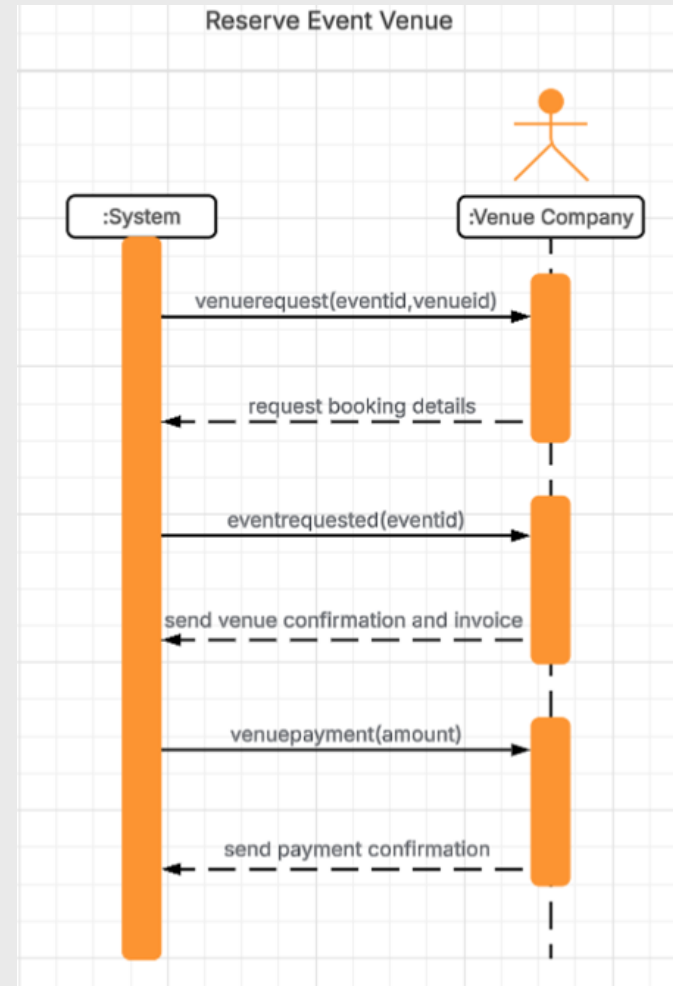 Reserve Event Venue
:System
:Venue Company
venuerequest(eventid,venueid)
request booking details
eventrequested(eventid)
send venue confirmation and invoice
venuepayment(amount)
send payment confirmation